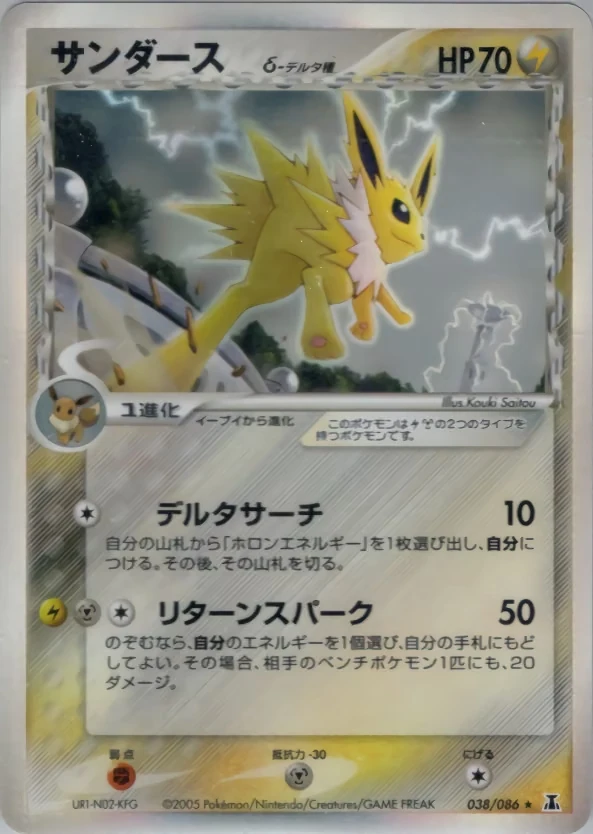 サンダース δ-デルタ種 HP70
Illus. Kouki Saitou
1進化 イーブイから進化
このポケモンはの2つのタイプを
持つポケモンです。
デルタサーチ 10
自分の山札から「ホロンエネルギー」を1枚選び出し、自分に
つける。その後、その山札を切る。
リターンスパーク 50
のぞむなら、自分のエネルギーを1個選び、自分の手札にもど
してよい。その場合、相手のベンチポケモン1匹にも、20
ダメージ。
弱点 抵抗力 -30 にげる
UR1-N02-KFG ©2005 Pokémon/Nintendo/Creatures/GAME FREAK 038/086 ★